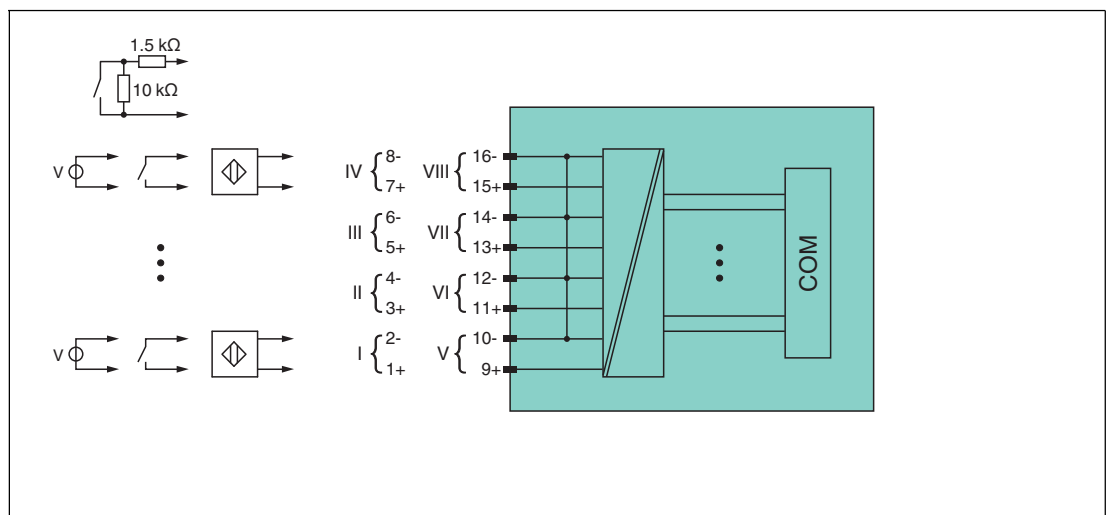 1.5 kΩ
10 kΩ
V
IV 8- VIII 16-
7+ 15+
III 6- VII 14-
5+ 13+
II 4- VI 12-
3+ 11+
V
I 2- V 10-
1+ 9+
COM